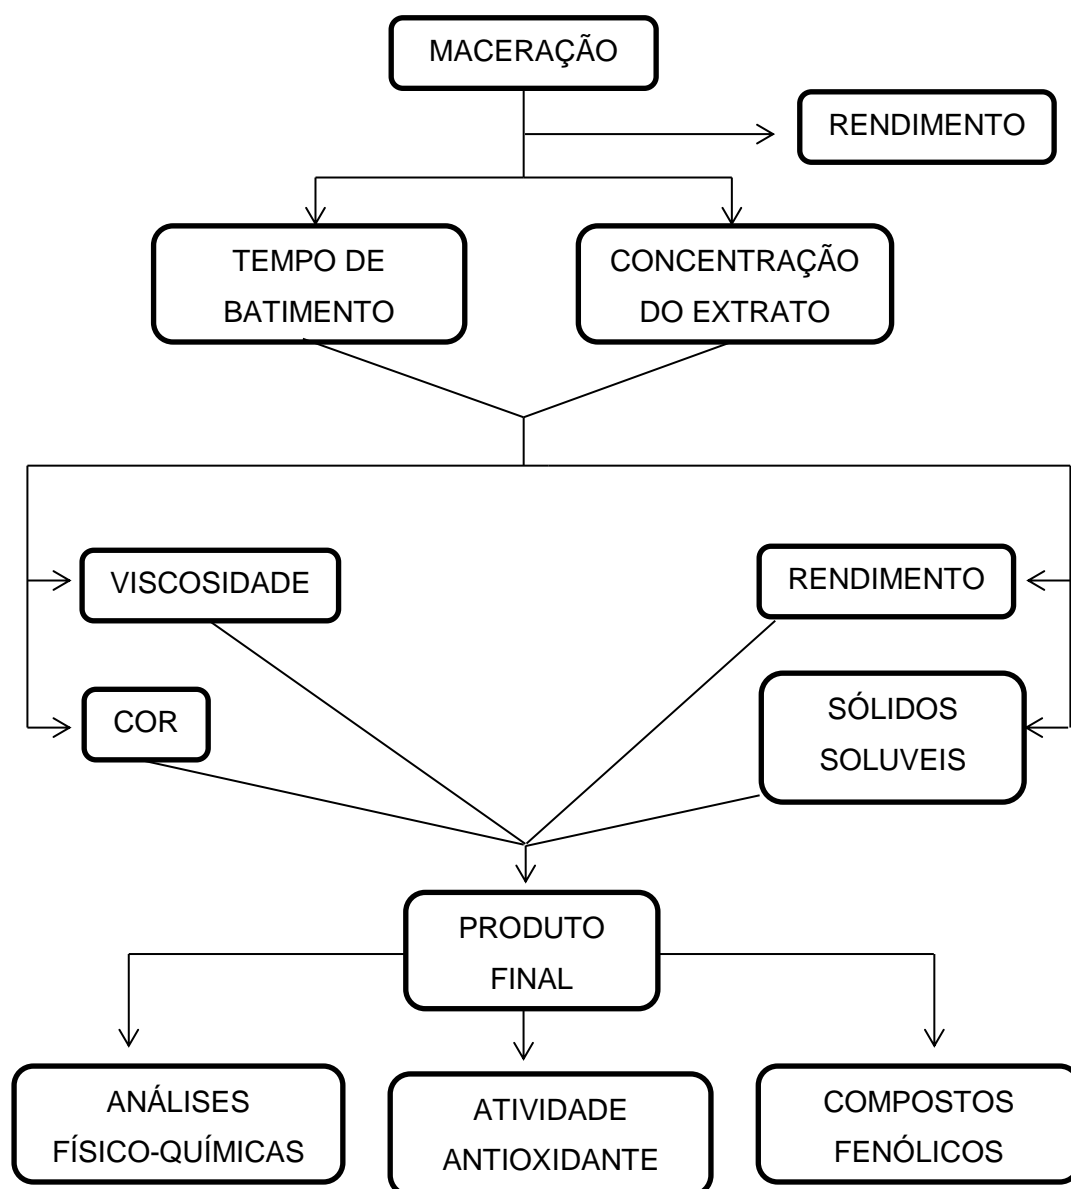 MACERAÇÃO
RENDIMENTO
TEMPO DE
BATIMENTO
CONCENTRAÇÃO
DO EXTRATO
VISCOSIDADE
RENDIMENTO
COR
SÓLIDOS
SOLUVEIS
PRODUTO
FINAL
ANÁLISES
FÍSICO-QUÍMICAS
ATIVIDADE
ANTIOXIDANTE
COMPOSTOS
FENÓLICOS